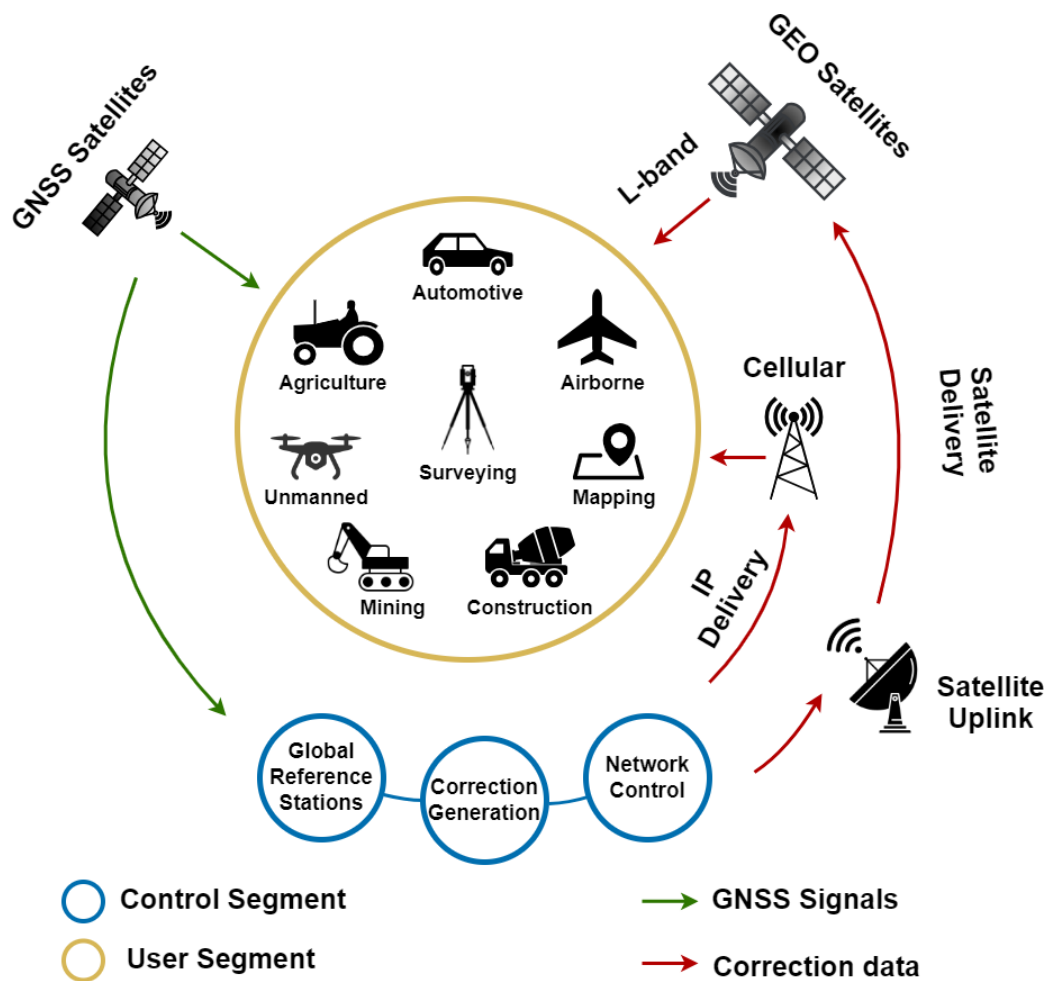 GNSS Satellites
GEO Satellites
L-band
Automotive
Agriculture
Airborne
Surveying
Unmanned
Mapping
Mining
Construction
Cellular
Satellite
Delivery
IP
Delivery
Satellite
Uplink
Global
Reference
Stations
Correction
Generation
Network
Control
Control Segment
GNSS Signals
User Segment
Correction data